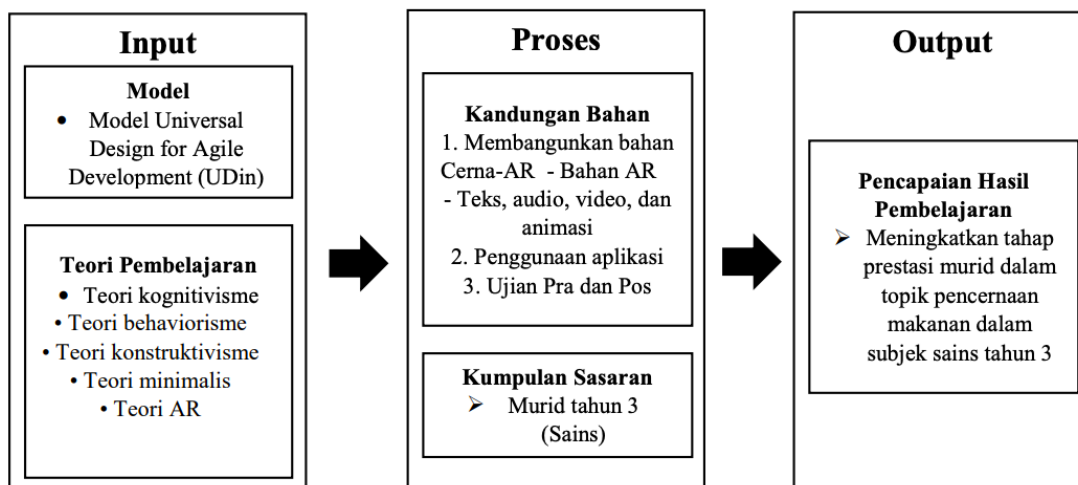 Input
Model
• Model Universal
Design for Agile
Development (UDin)
Teori Pembelajaran
• Teori kognitivisme
• Teori behaviorisme
• Teori konstruktivisme
• Teori minimalis
• Teori AR
Proses
Kandungan Bahan
1. Membangunkan bahan
Cerna-AR - Bahan AR
- Teks, audio, video, dan
animasi
2. Penggunaan aplikasi
3. Ujian Pra dan Pos
Kumpulan Sasaran
➢ Murid tahun 3
(Sains)
Output
Pencapaian Hasil
Pembelajaran
➢ Meningkatkan tahap
prestasi murid dalam
topik pencernaan
makanan dalam
subjek sains tahun 3